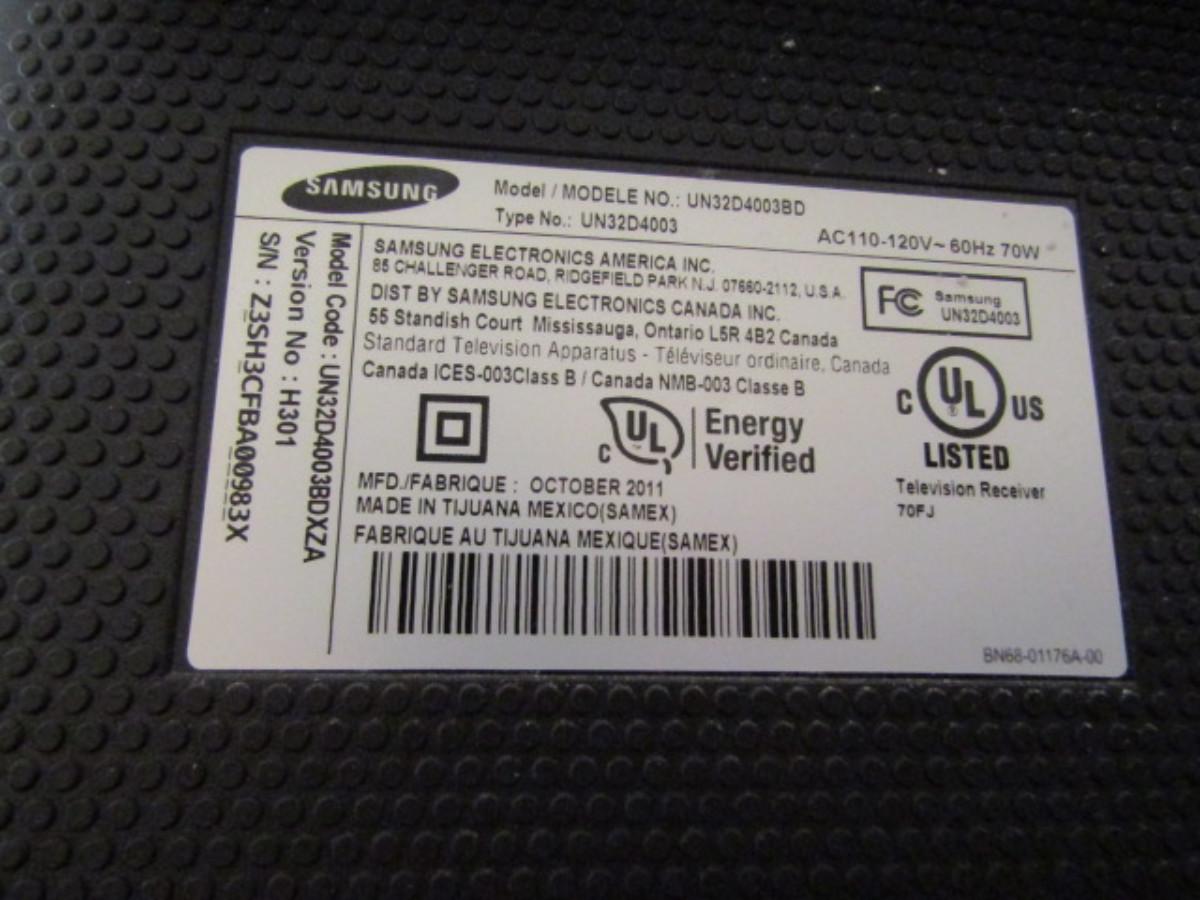 SAMSUNG
Model / MODELE NO.: UN32D4003BD
Type No.: UN32D4003
AC110-120V~ 60Hz 70W
SAMSUNG ELECTRONICS AMERICA INC.
85 CHALLENGER ROAD, RIDGEFIELD PARK N.J. 07660-2112, U.S.A.
DIST BY SAMSUNG ELECTRONICS CANADA INC.
55 Standish Court Mississauga, Ontario L5R 4B2 Canada
Standard Television Apparatus - Téléviseur ordinaire, Canada
Canada ICES-003Class B / Canada NMB-003 Classe B
FC Samsung
UN32D4003
C UL US
®
LISTED
Television Receiver
70FJ
C UL
™
Energy
Verified
MFD./FABRIQUE : OCTOBER 2011
MADE IN TIJUANA MEXICO(SAMEX)
FABRIQUE AU TIJUANA MEXIQUE(SAMEX)
BN68-01176A-00
Model Code : UN32D4003BDXZA
Version No : H301
S/N : Z3SH3CFBA00983X